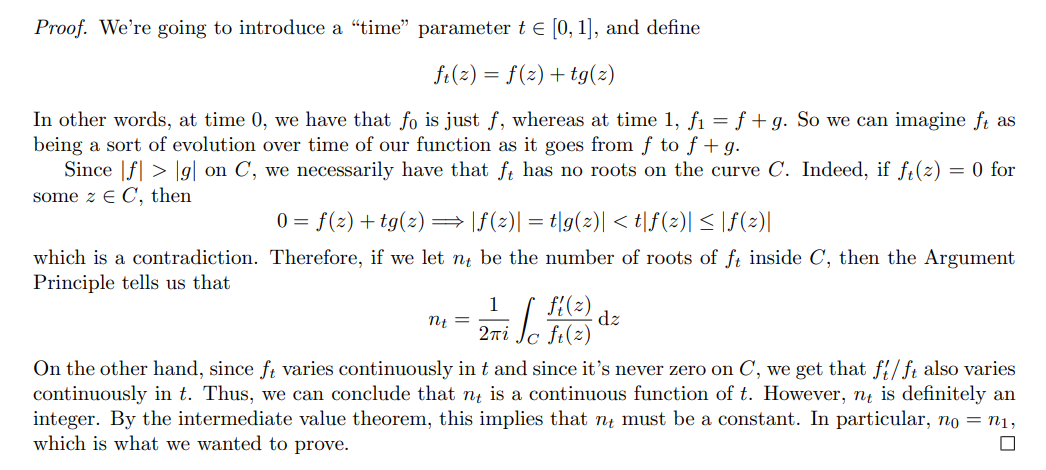 Proof. We're going to introduce a “time” parameter t ∈ [0, 1], and define
f_t(z) = f(z) + tg(z)
In other words, at time 0, we have that f_0 is just f, whereas at time 1, f_1 = f + g. So we can imagine f_t as
being a sort of evolution over time of our function as it goes from f to f + g.
Since |f| > |g| on C, we necessarily have that f_t has no roots on the curve C. Indeed, if f_t(z) = 0 for
some z ∈ C, then
0 = f(z) + tg(z) ⟹ |f(z)| = t|g(z)| < t|f(z)| ≤ |f(z)|
which is a contradiction. Therefore, if we let n_t be the number of roots of f_t inside C, then the Argument
Principle tells us that
n_t = \frac{1}{2πi} ∫_C \frac{f_t'(z)}{f_t(z)} dz
On the other hand, since f_t varies continuously in t and since it's never zero on C, we get that f_t'/f_t also varies
continuously in t. Thus, we can conclude that n_t is a continuous function of t. However, n_t is definitely an
integer. By the intermediate value theorem, this implies that n_t must be a constant. In particular, n_0 = n_1,
which is what we wanted to prove. □